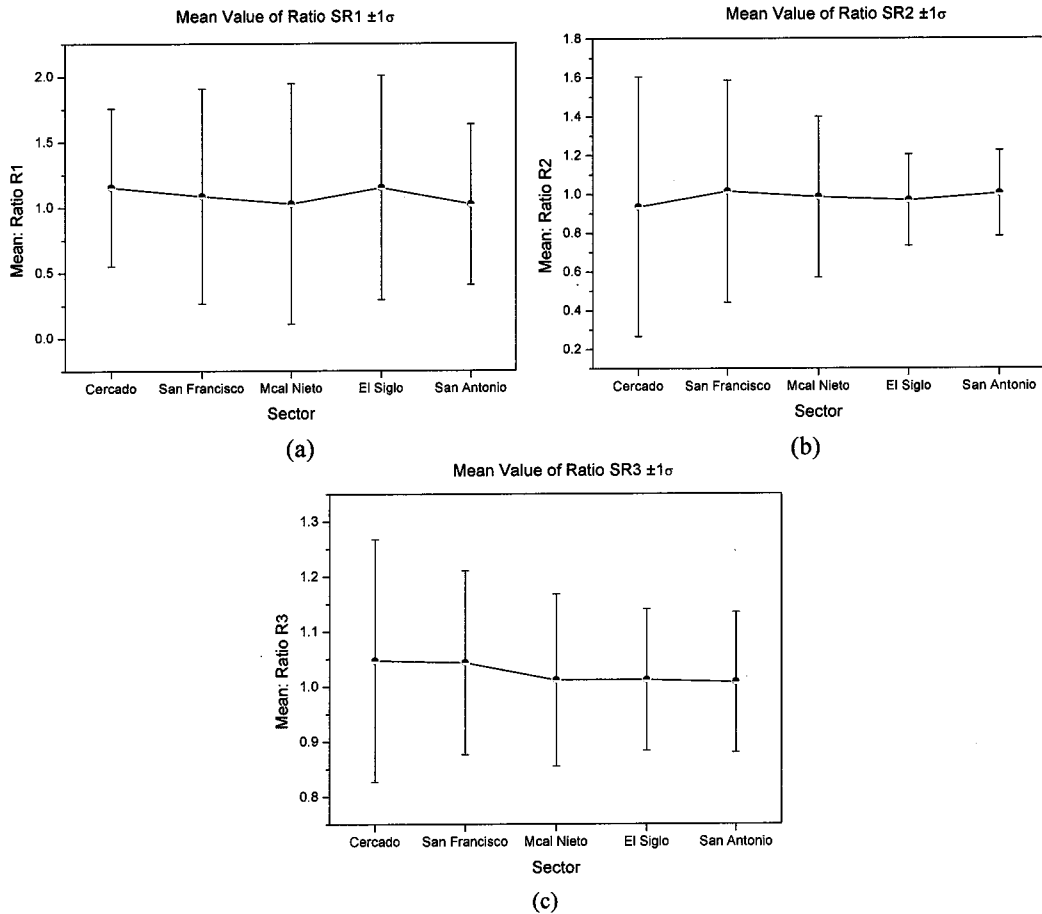 Mean Value of Ratio SR1 ±1σ
Mean: Ratio R1
2.0
1.5
1.0
0.5
0.0
Cercado San Francisco Mcal Nieto El Siglo San Antonio
Sector
(a)
Mean Value of Ratio SR2 ±1σ
Mean: Ratio R2
1.8
1.6
1.4
1.2
1.0
0.8
0.6
0.4
0.2
Cercado San Francisco Mcal Nieto El Siglo San Antonio
Sector
(b)
Mean Value of Ratio SR3 ±1σ
Mean: Ratio R3
1.3
1.2
1.1
1.0
0.9
0.8
Cercado San Francisco Mcal Nieto El Siglo San Antonio
Sector
(c)